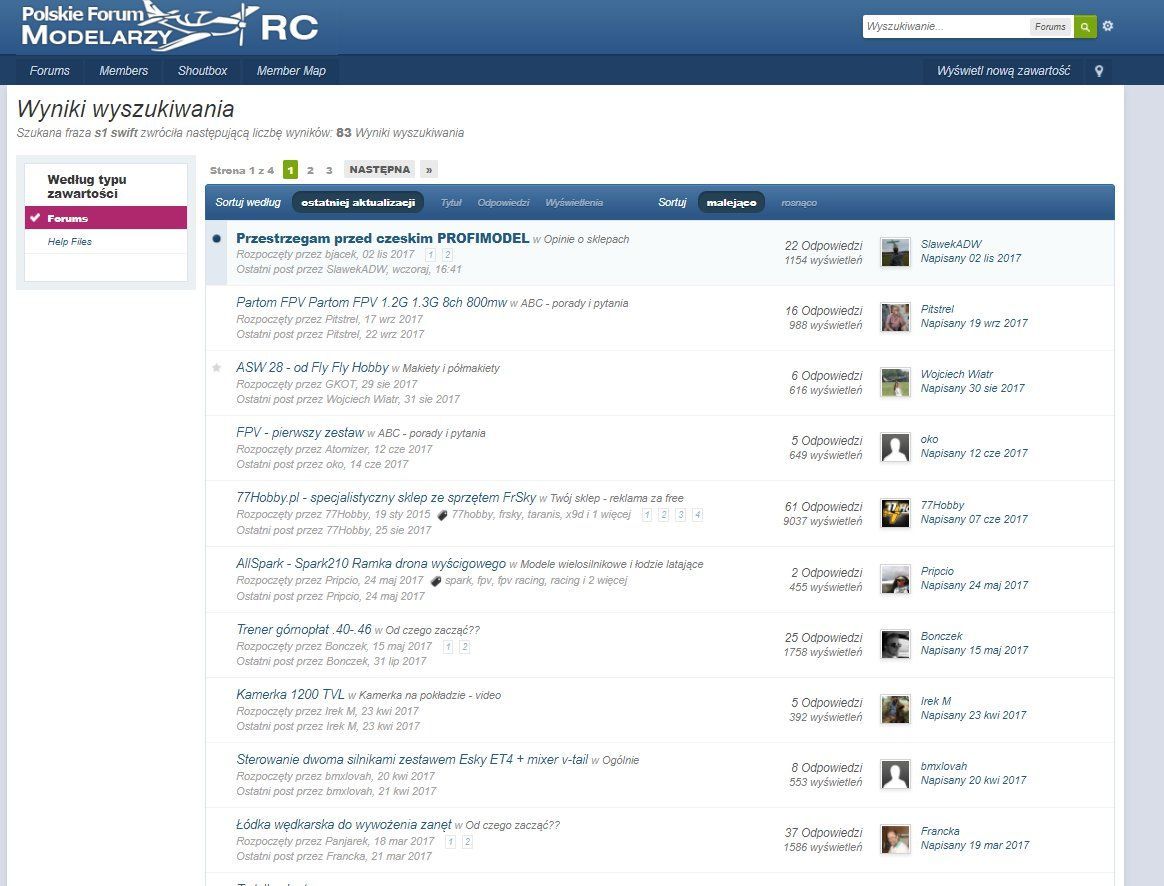 Polskie Forum
MODELARZY RC
Wyszukiwanie... Forums
Forums Members Shoutbox Member Map Wyświetl nową zawartość
Wyniki wyszukiwania
Szukana fraza s1 swift zwróciła następującą liczbę wyników: 83 Wyniki wyszukiwania
Według typu
zawartości
Forums
Help Files
Strona 1 z 4 1 2 3 NASTĘPNA »
Sortuj według ostatniej aktualizacji Tytuł Odpowiedzi Wyświetlenia Sortuj malejąco rosnąco
Przestrzegam przed czeskim PROFIMODEL w Opinie o sklepach
Rozpoczęty przez bjacek, 02 lis 2017 1 2
Ostatni post przez SlawekADW, wczoraj, 16:41
22 Odpowiedzi
1154 wyświetleń
SlawekADW
Napisany 02 lis 2017
Partom FPV Partom FPV 1.2G 1.3G 8ch 800mw w ABC - porady i pytania
Rozpoczęty przez Pitstrel, 17 wrz 2017
Ostatni post przez Pitstrel, 22 wrz 2017
16 Odpowiedzi
988 wyświetleń
Pitstrel
Napisany 19 wrz 2017
ASW 28 - od Fly Fly Hobby w Makiety i półmakiety
Rozpoczęty przez GKOT, 29 sie 2017
Ostatni post przez Wojciech Wiatr, 31 sie 2017
6 Odpowiedzi
616 wyświetleń
Wojciech Wiatr
Napisany 30 sie 2017
FPV - pierwszy zestaw w ABC - porady i pytania
Rozpoczęty przez Atomizer, 12 cze 2017
Ostatni post przez oko, 14 cze 2017
5 Odpowiedzi
649 wyświetleń
oko
Napisany 12 cze 2017
77Hobby.pl - specjalistyczny sklep ze sprzętem FrSky w Twój sklep - reklama za free
Rozpoczęty przez 77Hobby, 19 sty 2015 77hobby, frsky, taranis, x9d i 1 więcej 1 2 3 4
Ostatni post przez 77Hobby, 25 sie 2017
61 Odpowiedzi
9037 wyświetleń
77Hobby
Napisany 07 cze 2017
AllSpark - Spark210 Ramka drona wyścigowego w Modele wielosilnikowe i łodzie latające
Rozpoczęty przez Pripcio, 24 maj 2017 spark, fpv, fpv racing, racing i 2 więcej
Ostatni post przez Pripcio, 24 maj 2017
2 Odpowiedzi
455 wyświetleń
Pripcio
Napisany 24 maj 2017
Trener górnopłat .40-.46 w Od czego zacząć??
Rozpoczęty przez Bonczek, 15 maj 2017 1 2
Ostatni post przez Bonczek, 31 lip 2017
25 Odpowiedzi
1758 wyświetleń
Bonczek
Napisany 15 maj 2017
Kamerka 1200 TVL w Kamerka na pokładzie - video
Rozpoczęty przez Irek M, 23 kwi 2017
Ostatni post przez Irek M, 23 kwi 2017
5 Odpowiedzi
392 wyświetleń
Irek M
Napisany 23 kwi 2017
Sterowanie dwoma silnikami zestawem Esky ET4 + mixer v-tail w Ogólnie
Rozpoczęty przez bmxlovah, 20 kwi 2017
Ostatni post przez bmxlovah, 21 kwi 2017
8 Odpowiedzi
553 wyświetleń
bmxlovah
Napisany 20 kwi 2017
Łódka wędkarska do wywożenia zanęt w Od czego zacząć??
Rozpoczęty przez Panjarek, 18 mar 2017 1 2
Ostatni post przez Francka, 21 mar 2017
37 Odpowiedzi
1586 wyświetleń
Francka
Napisany 19 mar 2017